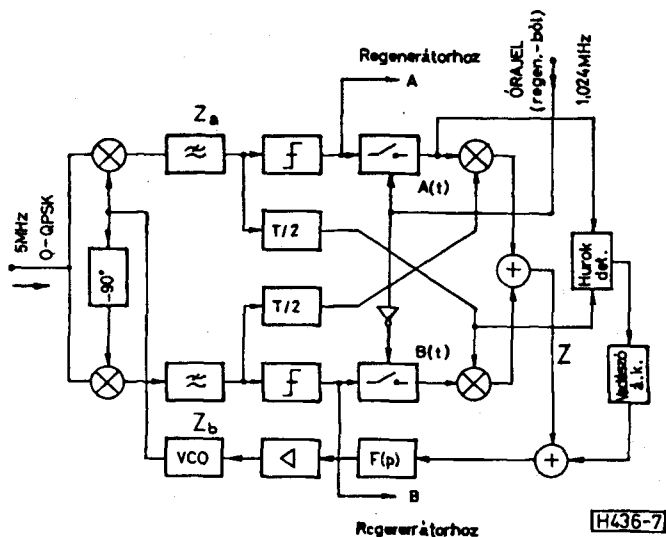 Regenerátorhoz
A
ÓRAJEL
(regen.-ból)
1,024MHz
5MHz
O-QPSK
Za
A(t)
T/2
-90°
T/2
+
Hurok
det.
B(t)
Z
á.k.
Zb
VCO
F(p)
+
B
Regenerátorhoz
H436-7